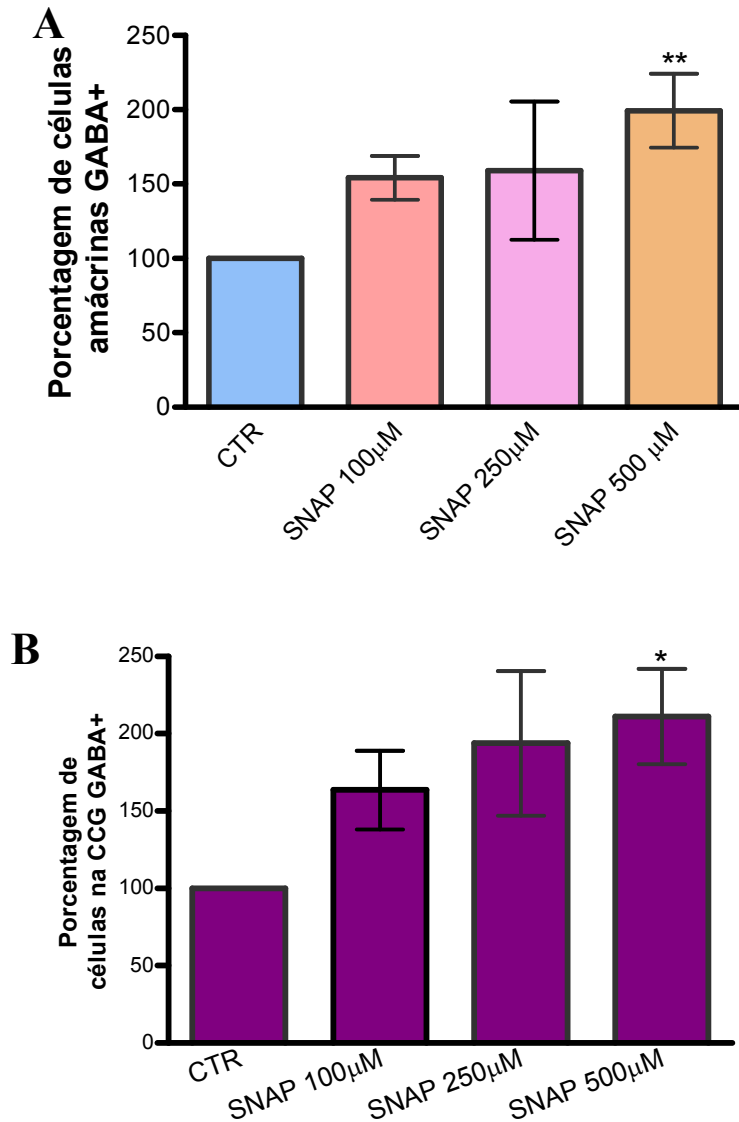 A
Porcentagem de células
amácrinas GABA+
250
200
150
100
50
0
**
CTR
SNAP 100µM
SNAP 250µM
SNAP 500 µM
B
Porcentagem de
células na CCG GABA+
250
200
150
100
50
0
*
CTR
SNAP 100µM
SNAP 250µM
SNAP 500µM